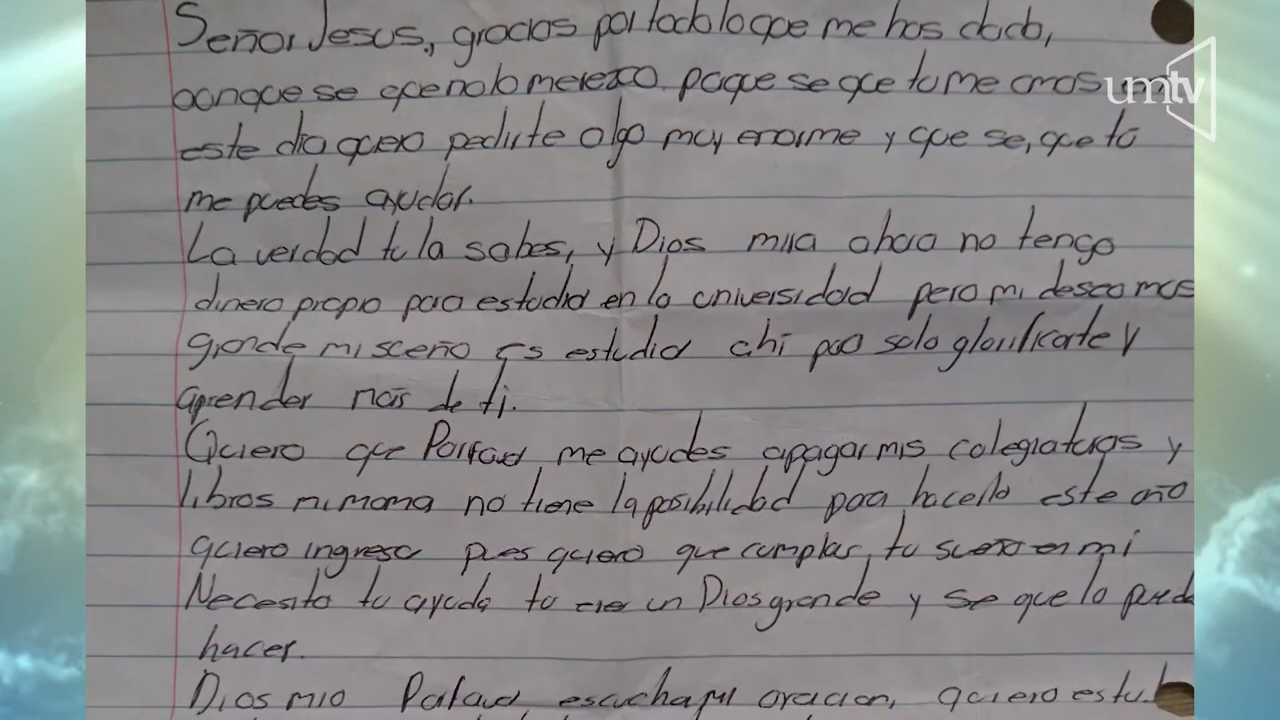 Señor Jesus, gracias por todo lo que me has dado,
aunque se que no lo merezco. porque se que tu me amas
umtv
este dia quiero pedirte algo muy enorme y que se, que tu
me puedes ayudar.
La verdad tu la sabes, y Dios mira ahora no tengo
dinero propio para estudiar en la universidad pero mi deseo mas
grande mi sueño es estudiar ahi para solo glorificarte y
aprender más de ti.
Quiero que Porfavor me ayudes a pagar mis colegiaturas y
libros mi mama no tiene la posibilidad para hacerlo este año
quiero ingresar pues quiero que cumplas tu sueño en mi
Necesito tu ayuda tu eres un Dios grande y se que lo puede
hacer.
Dios mio Porfavor escucha mi oracion, quiero estu